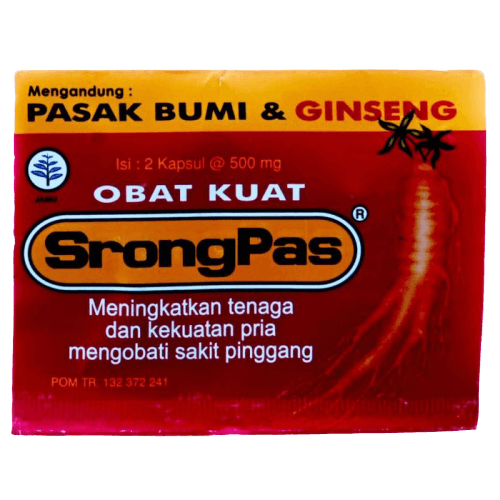 Mengandung :
PASAK BUMI & GINSENG
Isi : 2 Kapsul @ 500 mg
JAMU
OBAT KUAT
SrongPas ®
Meningkatkan tenaga
dan kekuatan pria
mengobati sakit pinggang
POM TR. 132 372 241